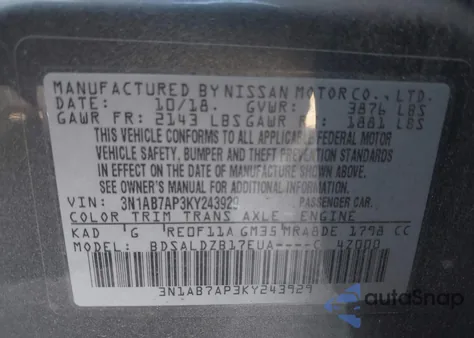 MANUFACTURED BY NISSAN MOTOR CO., LTD.
DATE: 10/18. GVWR: 3876 LBS
GAWR FR: 2143 LBS GAWR RR: 1881 LBS
THIS VEHICLE CONFORMS TO ALL APPLICABLE FEDERAL MOTOR
VEHICLE SAFETY, BUMPER AND THEFT PREVENTION STANDARDS
IN EFFECT ON THE DATE OF MANUFACTURE SHOWN ABOVE.
SEE OWNER'S MANUAL FOR ADDITIONAL INFORMATION.
VIN: 3N1AB7AP3KY243929 PASSENGER CAR.
COLOR TRIM TRANS AXLE ENGINE
KAD G RE0F11A GM35 MRA8DE 1798 CC
MODEL: BDSALDZB17EUA----C 47000
3N1AB7AP3KY243929
autoSnap